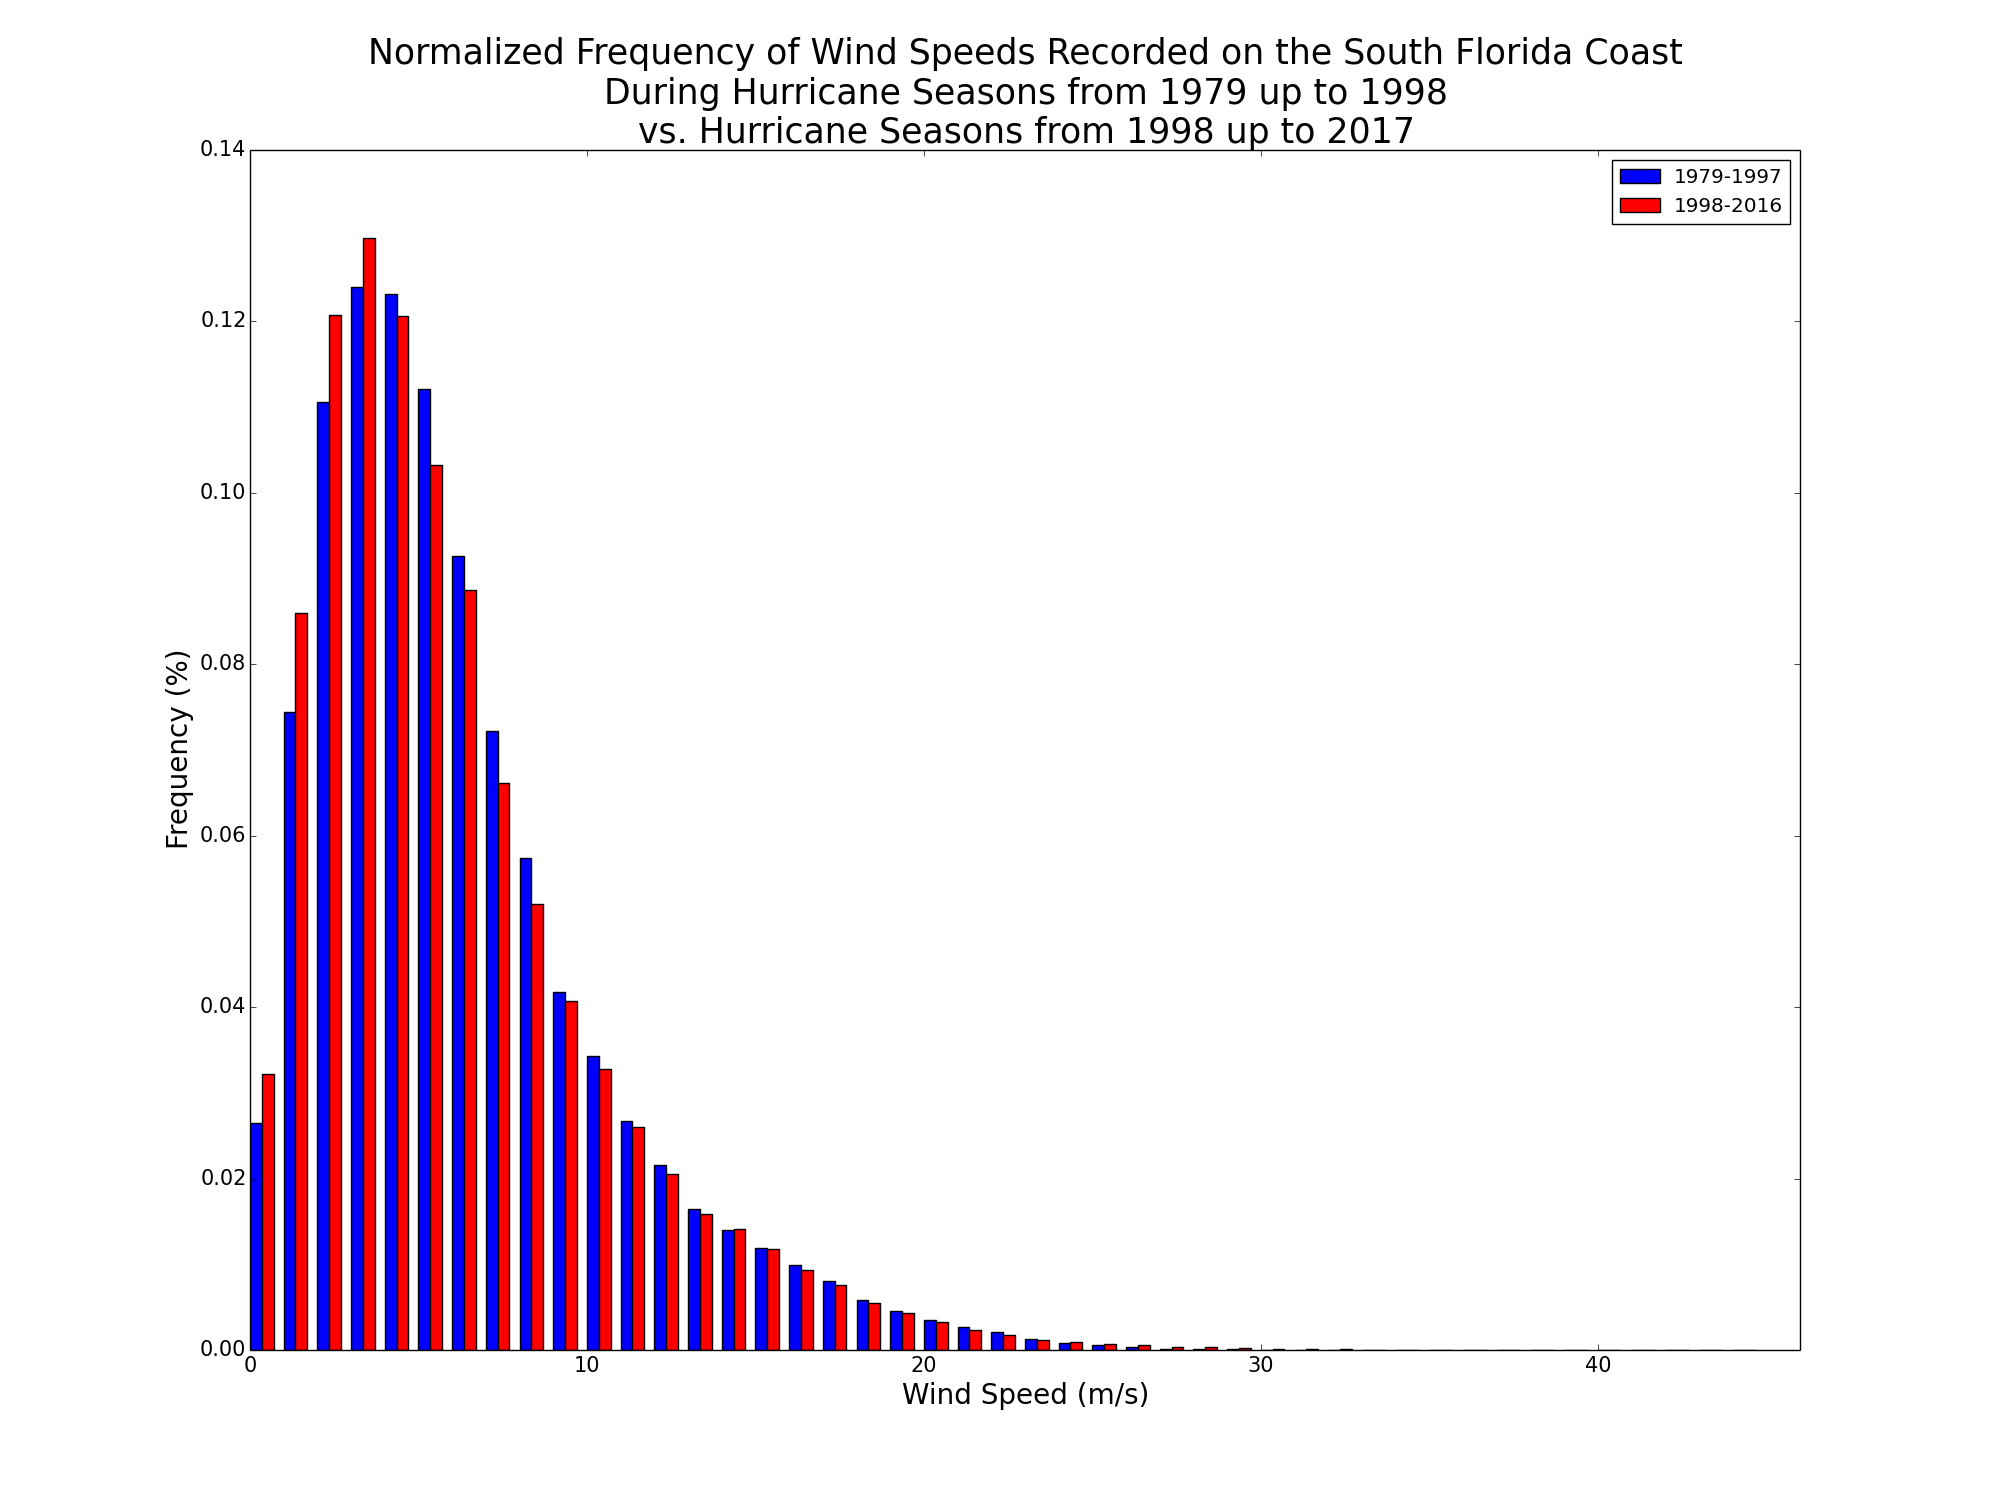 Normalized Frequency of Wind Speeds Recorded on the South Florida Coast
During Hurricane Seasons from 1979 up to 1998
vs. Hurricane Seasons from 1998 up to 2017
1979-1997
1998-2016
Frequency (%)
0.14
0.12
0.10
0.08
0.06
0.04
0.02
0.00
0 10 20 30 40
Wind Speed (m/s)